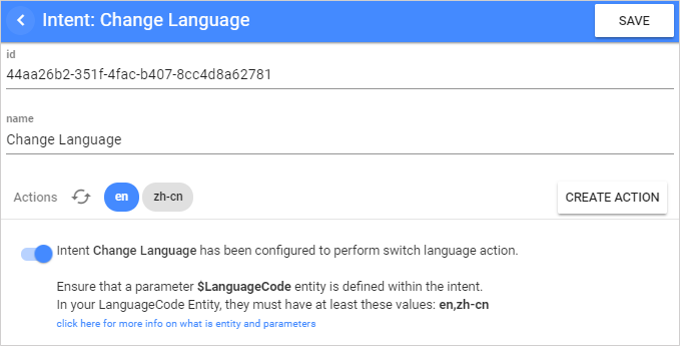 Intent: Change Language
SAVE
id
44aa26b2-351f-4fac-b407-8cc4d8a62781
name
Change Language
Actions en zh-cn CREATE ACTION
Intent Change Language has been configured to perform switch language action.
Ensure that a parameter $LanguageCode entity is defined within the intent.
In your LanguageCode Entity, they must have at least these values: en,zh-cn
click here for more info on what is entity and parameters